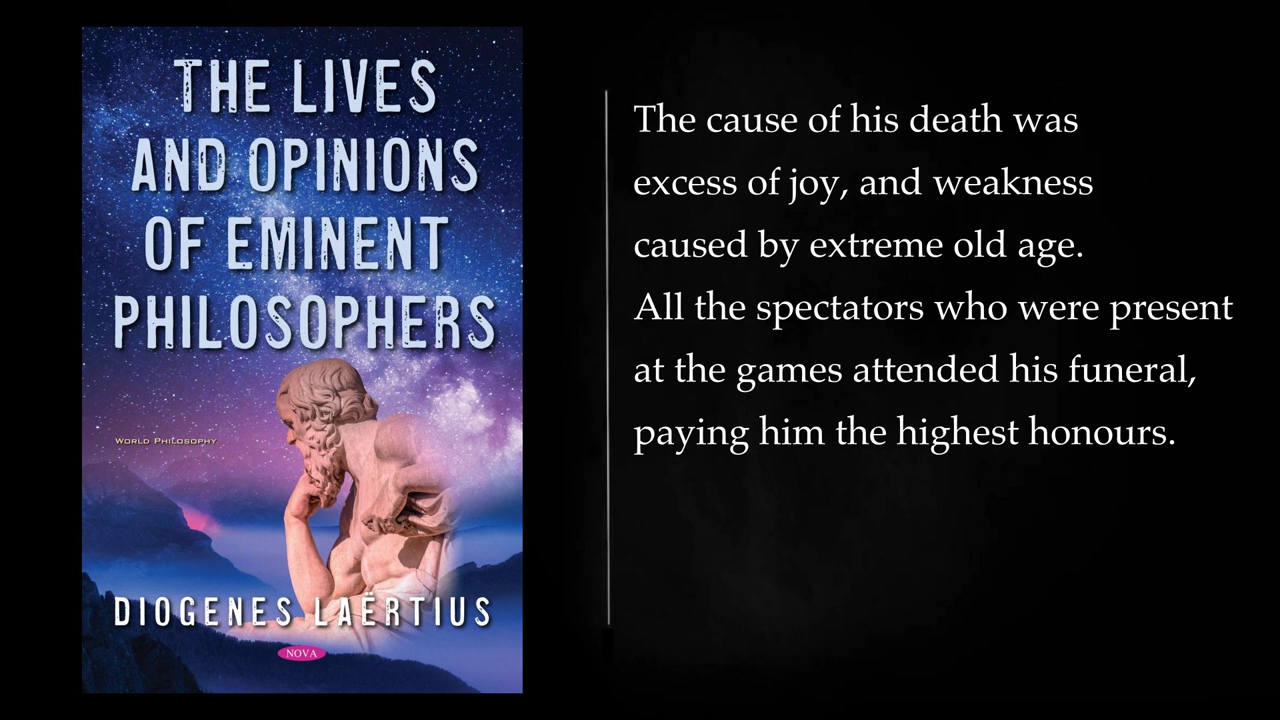 THE LIVES
AND OPINIONS
OF EMINENT
PHILOSOPHERS
WORLD PHILOSOPHY
DIOGENES LAËRTIUS
NOVA
The cause of his death was
excess of joy, and weakness
caused by extreme old age.
All the spectators who were present
at the games attended his funeral,
paying him the highest honours.